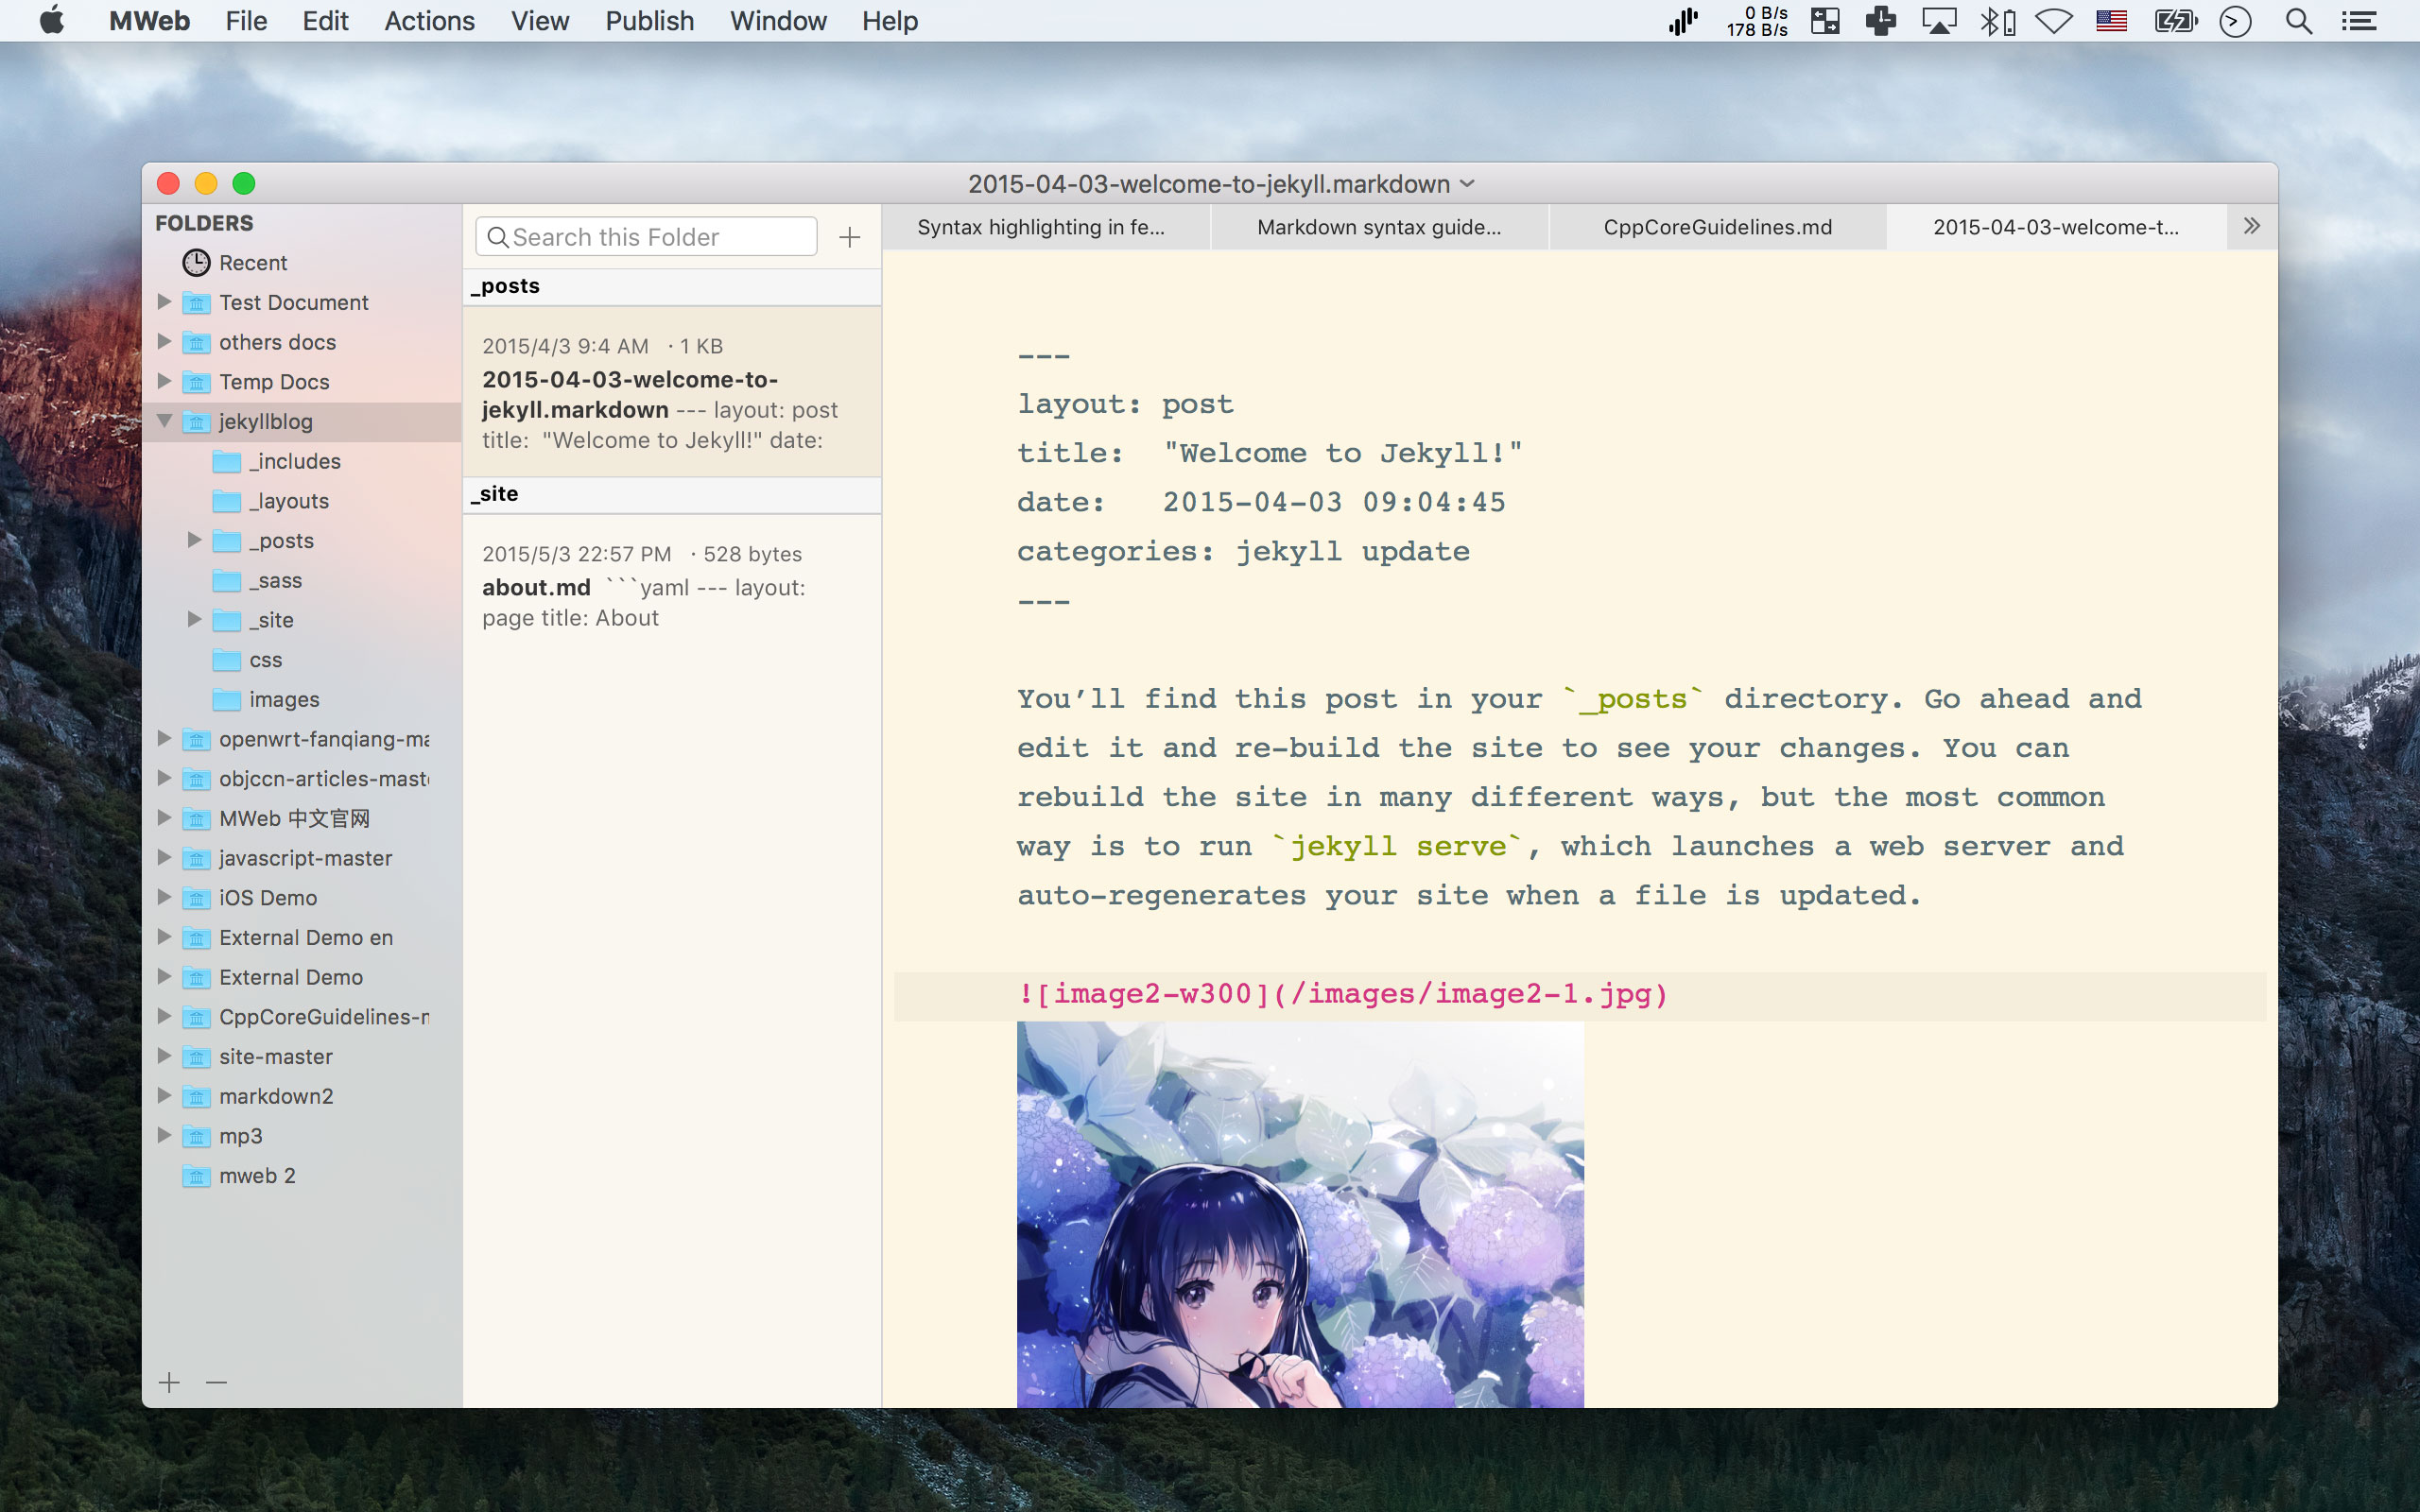 MWeb File Edit Actions View Publish Window Help
0 B/s
178 B/s
2015-04-03-welcome-to-jekyll.markdown
FOLDERS
Recent
Test Document
others docs
Temp Docs
jekyllblog
_includes
_layouts
_posts
_sass
_site
css
images
openwrt-fanqiang-ma
objccn-articles-mast
MWeb 中文官网
javascript-master
iOS Demo
External Demo en
External Demo
CppCoreGuidelines-
site-master
markdown2
mp3
mweb 2
Search this Folder
_posts
2015/4/3 9:4 AM · 1 KB
2015-04-03-welcome-to-
jekyll.markdown --- layout: post
title: "Welcome to Jekyll!" date:
_site
2015/5/3 22:57 PM · 528 bytes
about.md ```yaml --- layout:
page title: About
Syntax highlighting in fe...
Markdown syntax guide...
CppCoreGuidelines.md
2015-04-03-welcome-t...
---
layout: post
title:  "Welcome to Jekyll!"
date:   2015-04-03 09:04:45
categories: jekyll update
---
You’ll find this post in your `_posts` directory. Go ahead and
edit it and re-build the site to see your changes. You can
rebuild the site in many different ways, but the most common
way is to run `jekyll serve`, which launches a web server and
auto-regenerates your site when a file is updated.
![image2-w300](/images/image2-1.jpg)